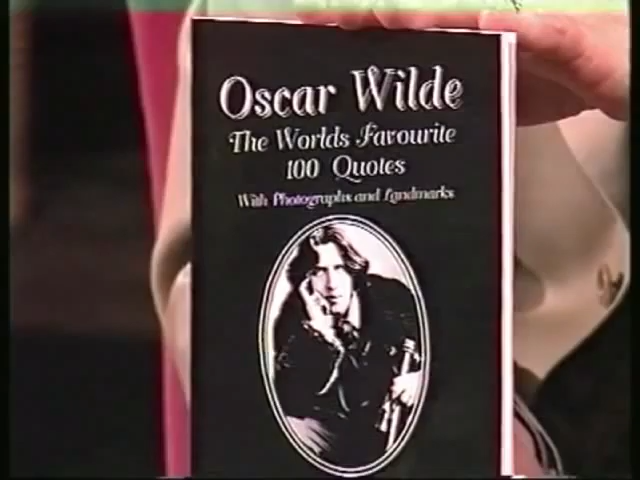 Oscar Wilde
The Worlds Favourite
100 Quotes
With Photographs and Landmarks